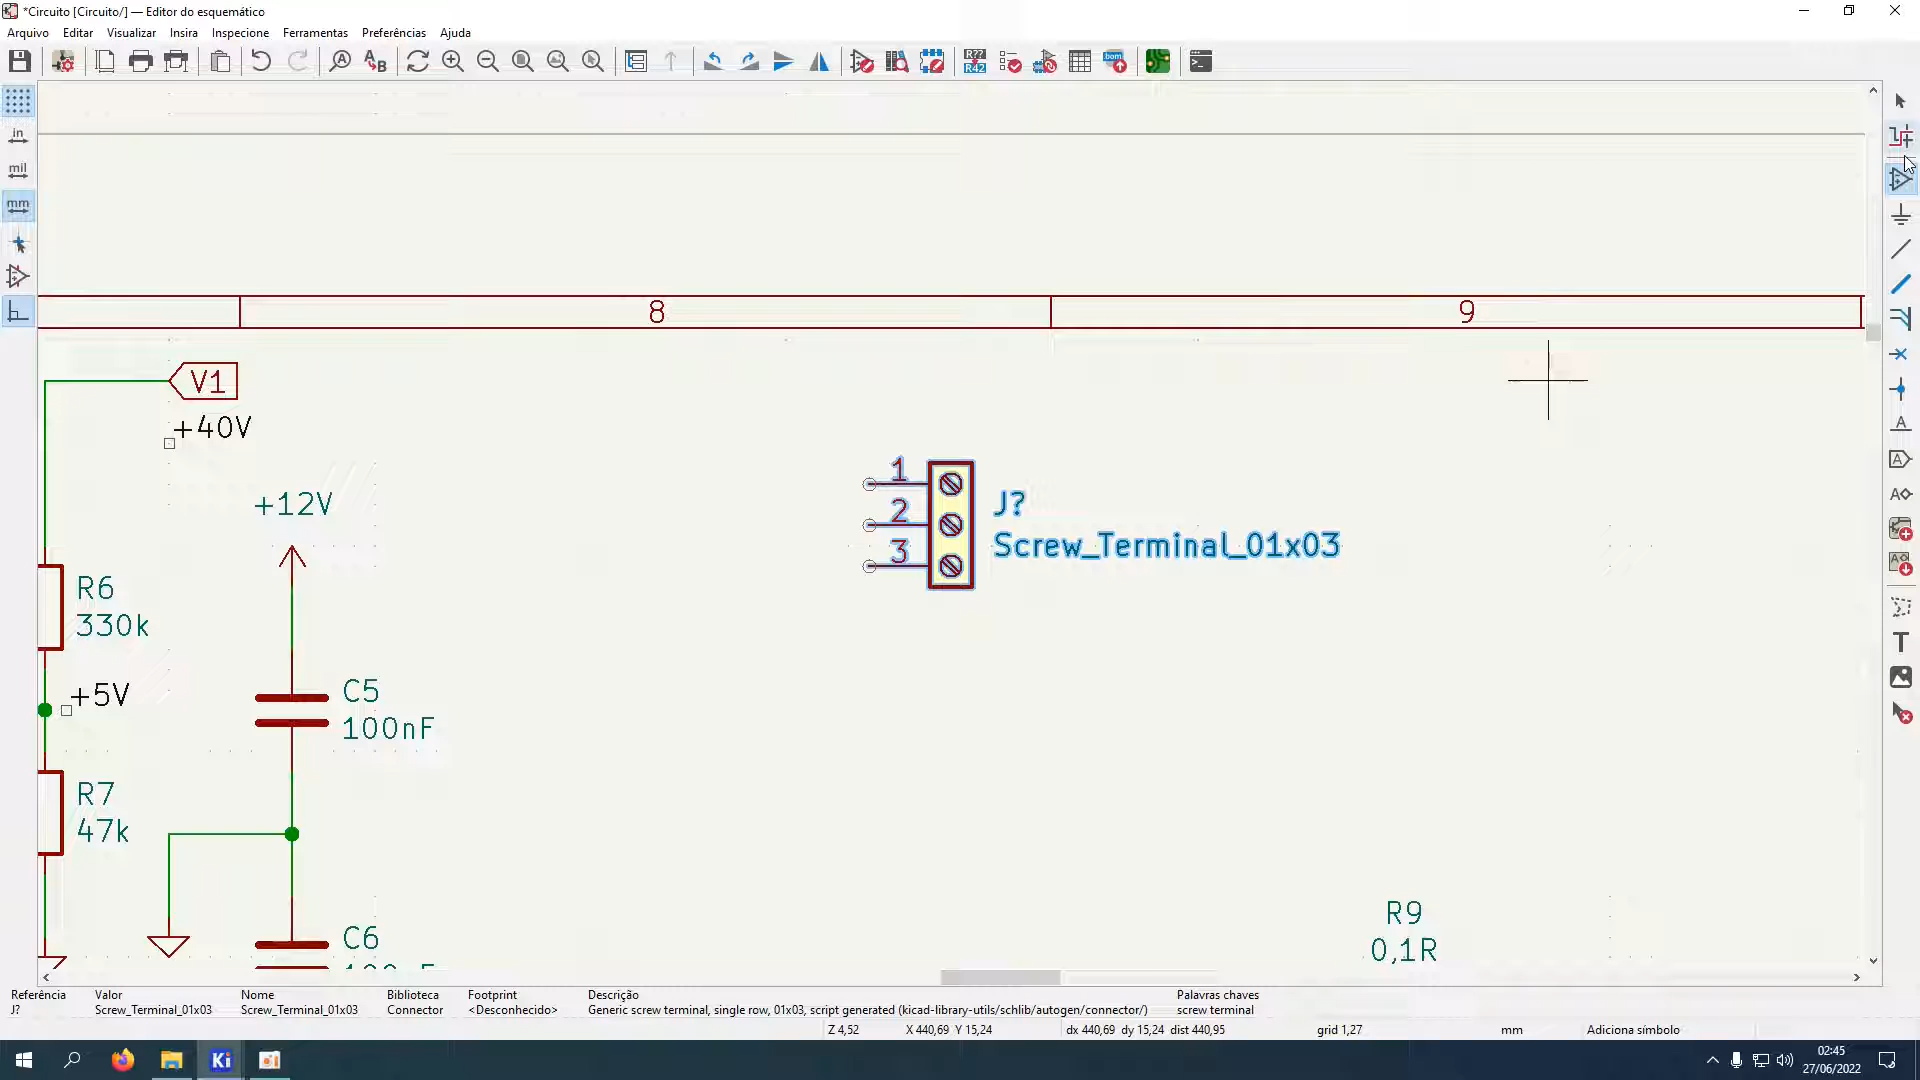 *Circuito [Circuito/] — Editor do esquemático
Arquivo Editar Visualizar Insira Inspecione Ferramentas Preferências Ajuda
A
B
R??
R42
bom
in
mil
mm
8 9
V1
+40V
+12V
1
2
3
J?
Screw_Terminal_01x03
R6
330k
+5V
C5
100nF
R7
47k
C6
R9
0,1R
A
A
A
T
Referência Valor Nome Biblioteca Footprint Descrição Palavras chaves
J? Screw_Terminal_01x03 Screw_Terminal_01x03 Connector <Desconhecido> Generic screw terminal, single row, 01x03, script generated (kicad-library-utils/schlib/autogen/connector/) screw terminal
Z 4,52 X 440,69 Y 15,24 dx 440,69 dy 15,24 dist 440,95 grid 1,27 mm Adiciona símbolo
Ki
02:45
27/06/2022